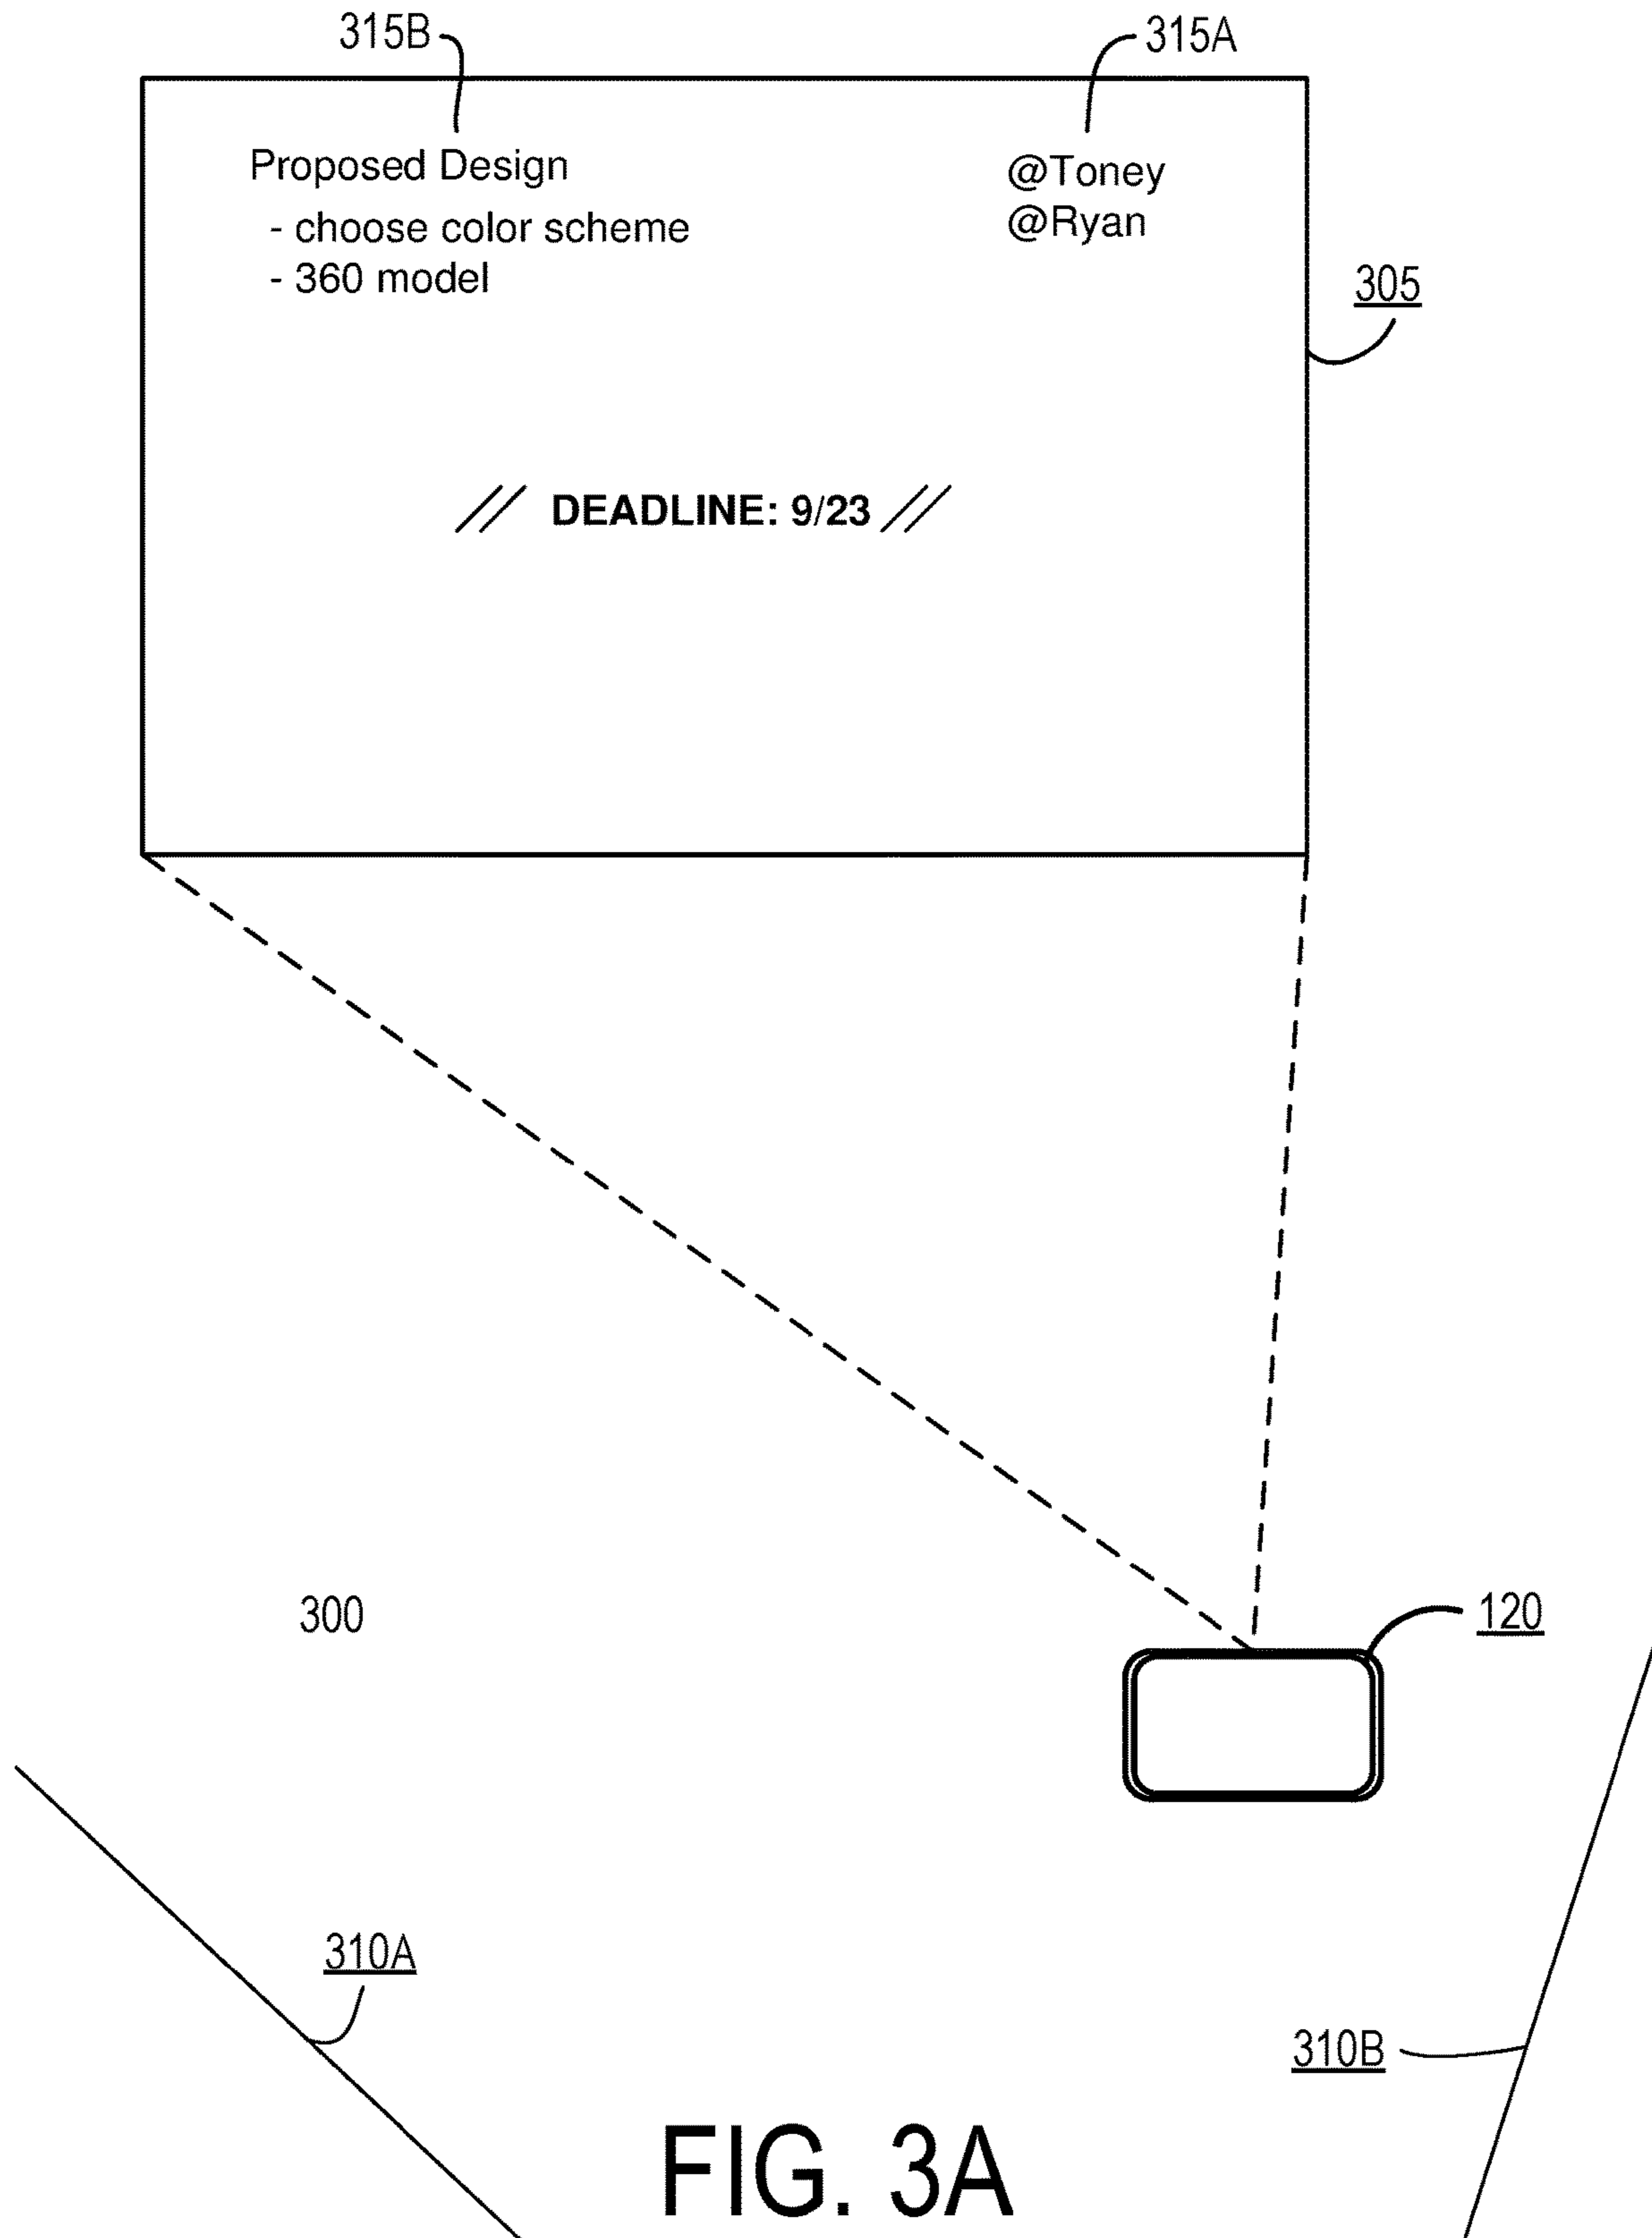 315B
315A
Proposed Design
- choose color scheme
- 360 model
@Toney
@Ryan
305
// DEADLINE: 9/23 //
300
120
310A
310B
FIG. 3A